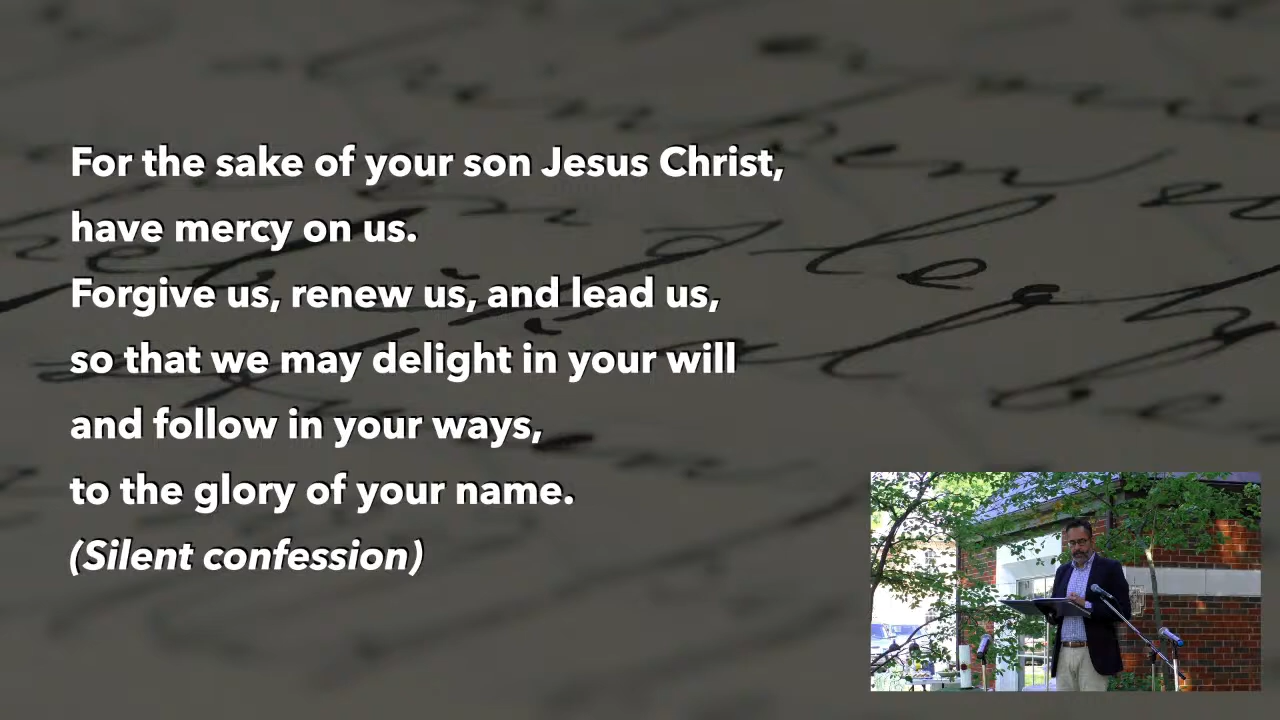 For the sake of your son Jesus Christ,
have mercy on us.
Forgive us, renew us, and lead us,
so that we may delight in your will
and follow in your ways,
to the glory of your name.
(Silent confession)